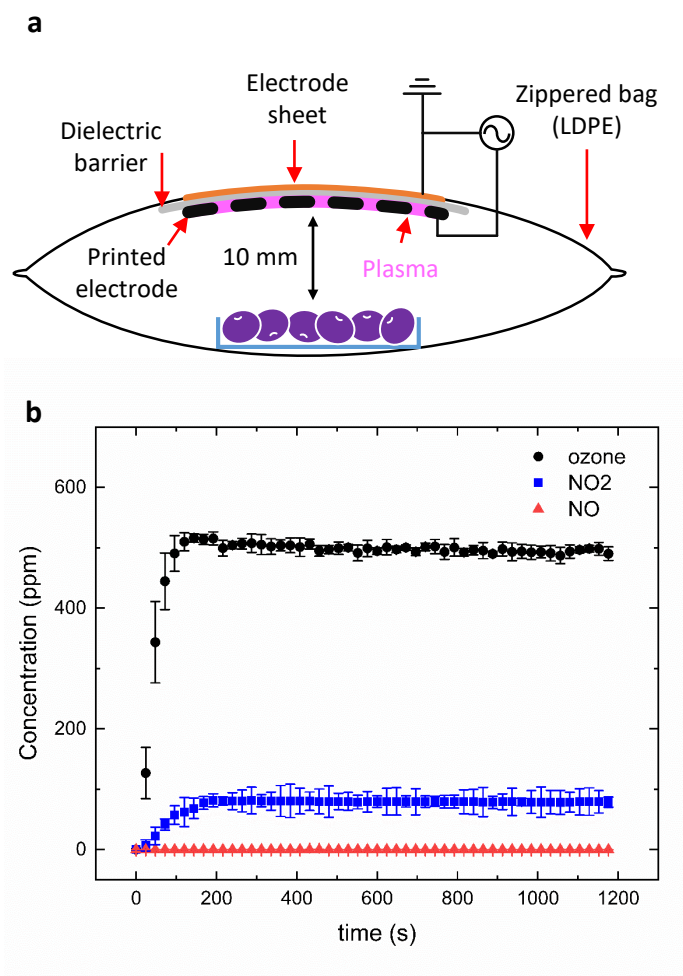 a
Electrode
sheet
Zippered bag
(LDPE)
Dielectric
barrier
Printed
electrode
10 mm
Plasma
b
ozone
NO2
NO
600
400
200
0
Concentration (ppm)
0 200 400 600 800 1000 1200
time (s)